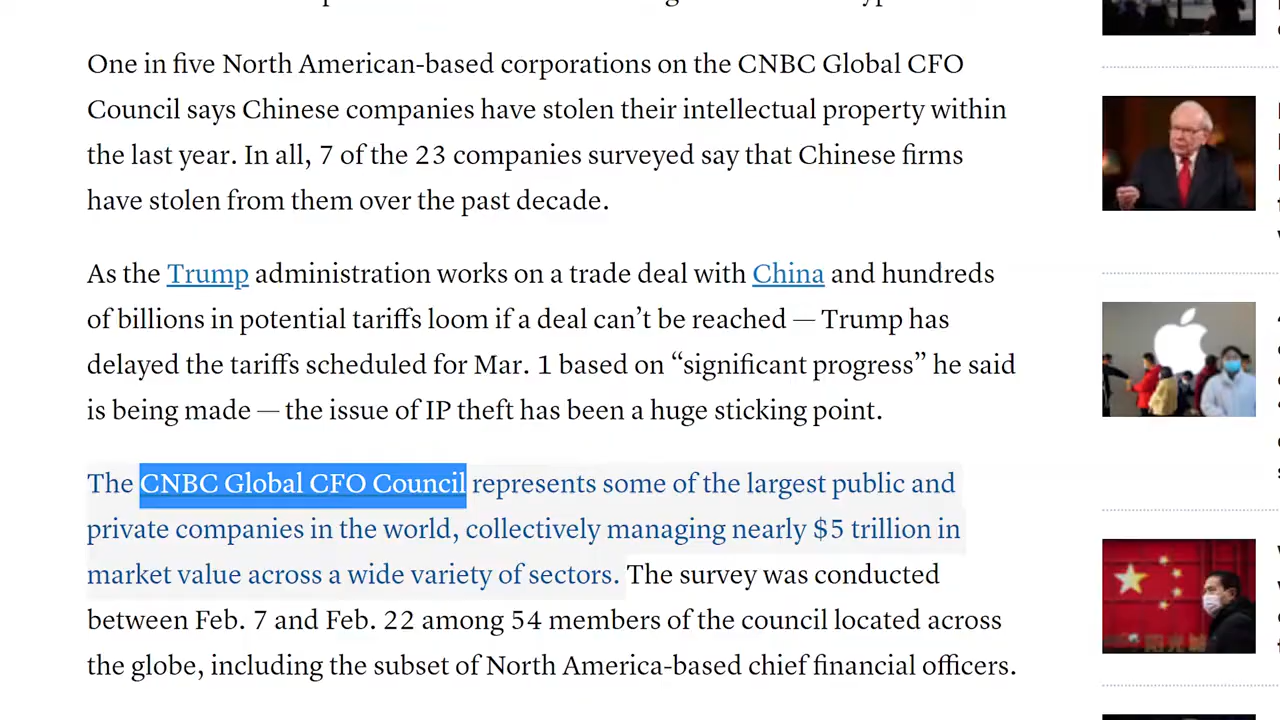 One in five North American-based corporations on the CNBC Global CFO
Council says Chinese companies have stolen their intellectual property within
the last year. In all, 7 of the 23 companies surveyed say that Chinese firms
have stolen from them over the past decade.
As the Trump administration works on a trade deal with China and hundreds
of billions in potential tariffs loom if a deal can’t be reached — Trump has
delayed the tariffs scheduled for Mar. 1 based on “significant progress” he said
is being made — the issue of IP theft has been a huge sticking point.
The CNBC Global CFO Council represents some of the largest public and
private companies in the world, collectively managing nearly $5 trillion in
market value across a wide variety of sectors. The survey was conducted
between Feb. 7 and Feb. 22 among 54 members of the council located across
the globe, including the subset of North America-based chief financial officers.